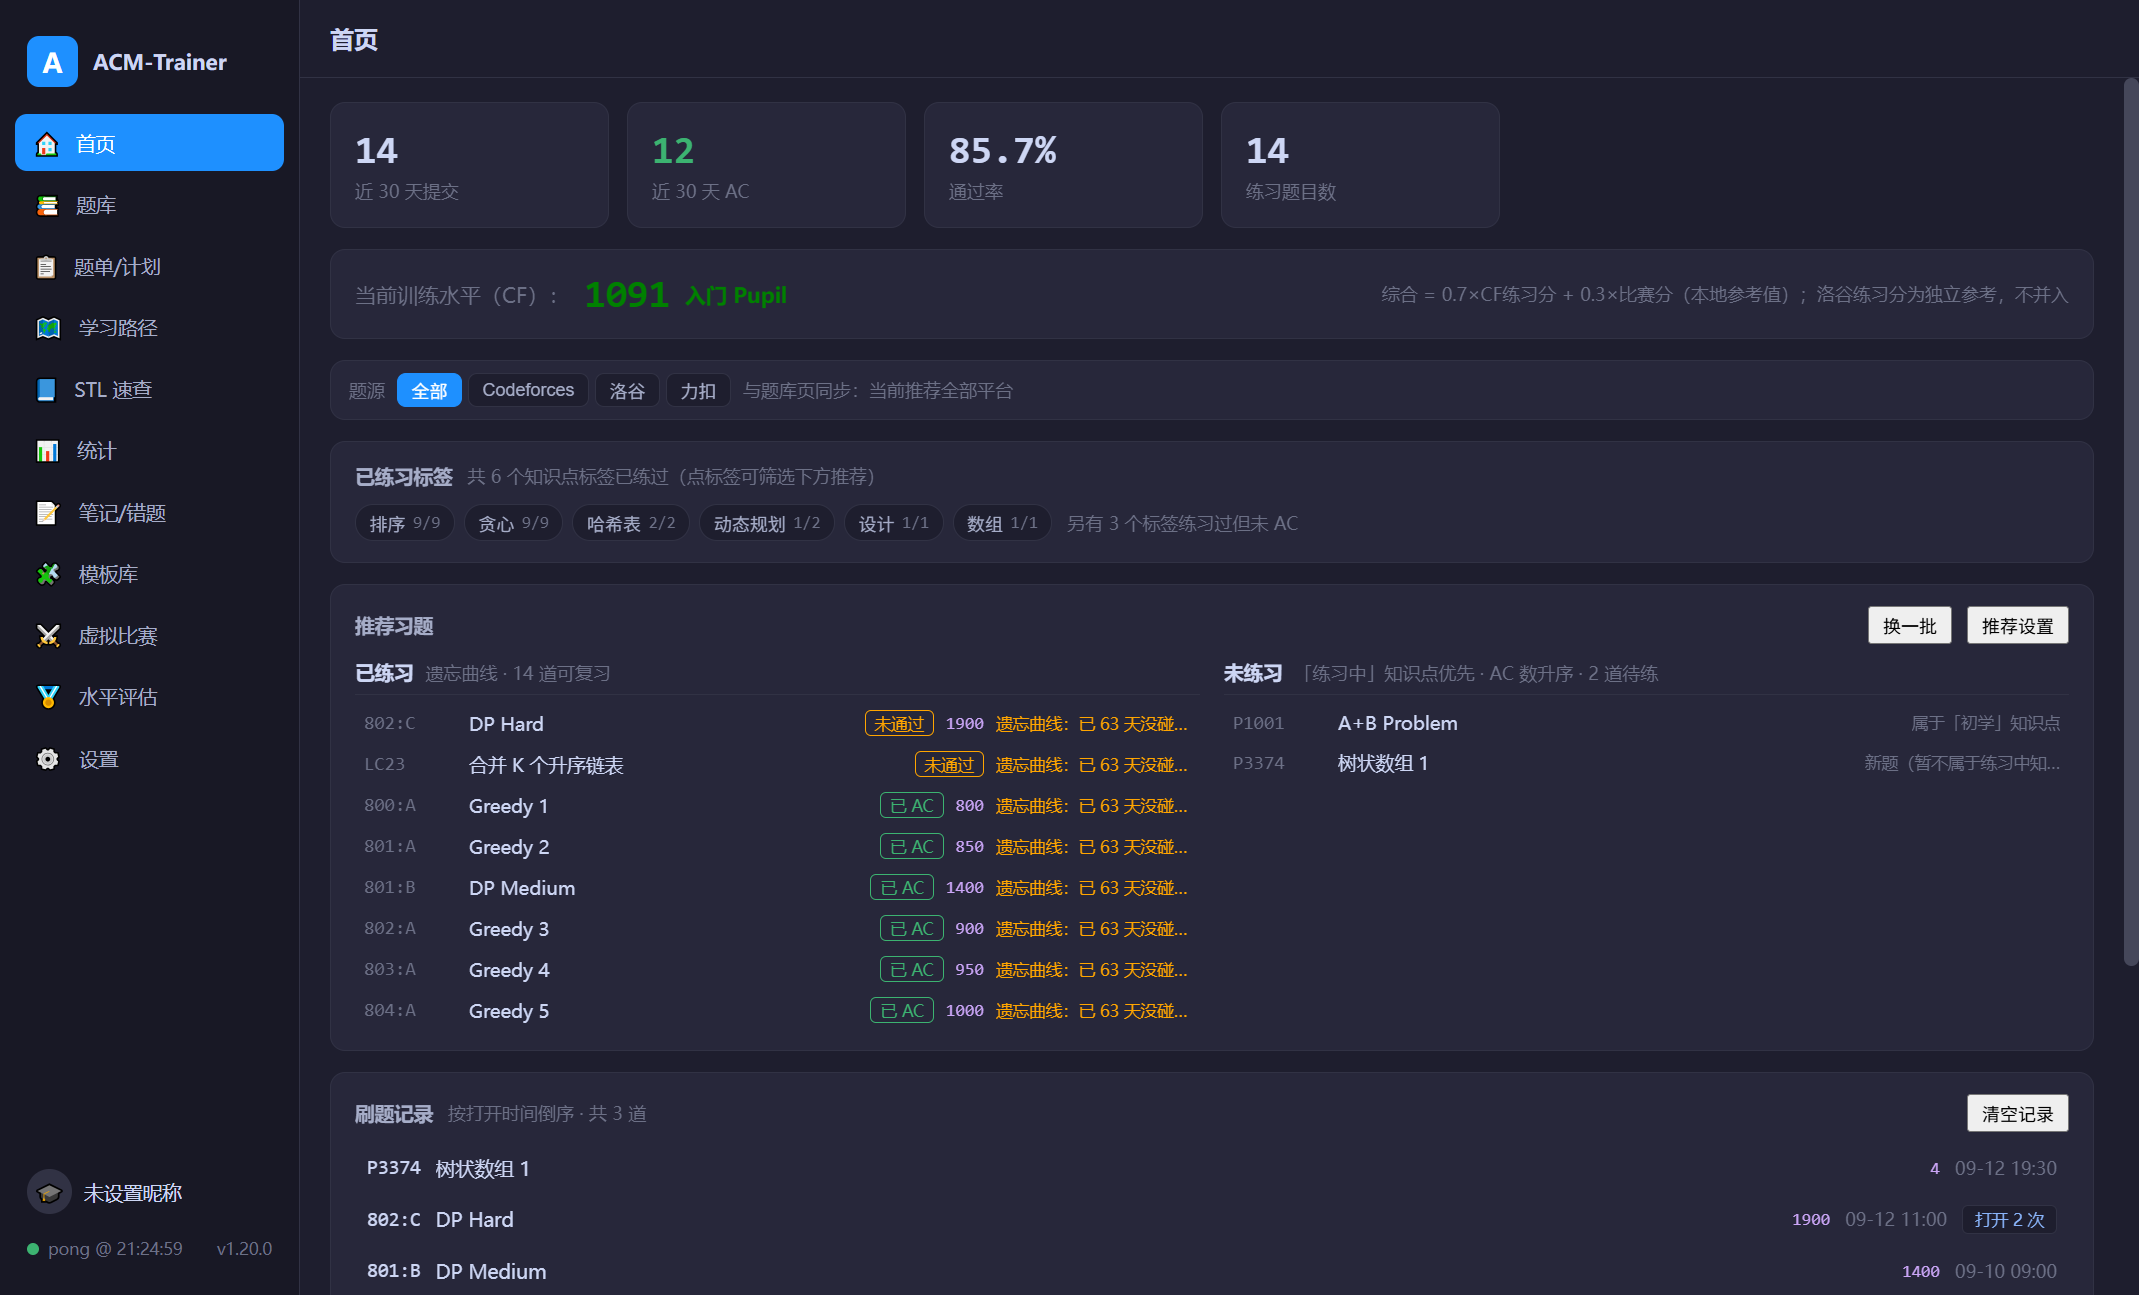 A ACM-Trainer
首页
题库
题单/计划
学习路径
STL 速查
统计
笔记/错题
模板库
虚拟比赛
水平评估
设置
未设置昵称
pong @ 21:24:59 v1.20.0
首页
14
近 30 天提交
12
近 30 天 AC
85.7%
通过率
14
练习题目数
当前训练水平（CF）： 1091 入门 Pupil 综合 = 0.7×CF练习分 + 0.3×比赛分（本地参考值）；洛谷练习分为独立参考，不并入
题源 全部 Codeforces 洛谷 力扣 与题库页同步：当前推荐全部平台
已练习标签 共 6 个知识点标签已练过（点标签可筛选下方推荐）
排序 9/9 贪心 9/9 哈希表 2/2 动态规划 1/2 设计 1/1 数组 1/1 另有 3 个标签练习过但未 AC
推荐习题 换一批 推荐设置
已练习 遗忘曲线 · 14 道可复习
802:C DP Hard 未通过 1900 遗忘曲线：已 63 天没碰...
LC23 合并 K 个升序链表 未通过 遗忘曲线：已 63 天没碰...
800:A Greedy 1 已 AC 800 遗忘曲线：已 63 天没碰...
801:A Greedy 2 已 AC 850 遗忘曲线：已 63 天没碰...
801:B DP Medium 已 AC 1400 遗忘曲线：已 63 天没碰...
802:A Greedy 3 已 AC 900 遗忘曲线：已 63 天没碰...
803:A Greedy 4 已 AC 950 遗忘曲线：已 63 天没碰...
804:A Greedy 5 已 AC 1000 遗忘曲线：已 63 天没碰...
未练习 「练习中」知识点优先 · AC 数升序 · 2 道待练
P1001 A+B Problem 属于「初学」知识点
P3374 树状数组 1 新题（暂不属于练习中知...
刷题记录 按打开时间倒序 · 共 3 道 清空记录
P3374 树状数组 1 4 09-12 19:30
802:C DP Hard 1900 09-12 11:00 打开 2 次
801:B DP Medium 1400 09-10 09:00